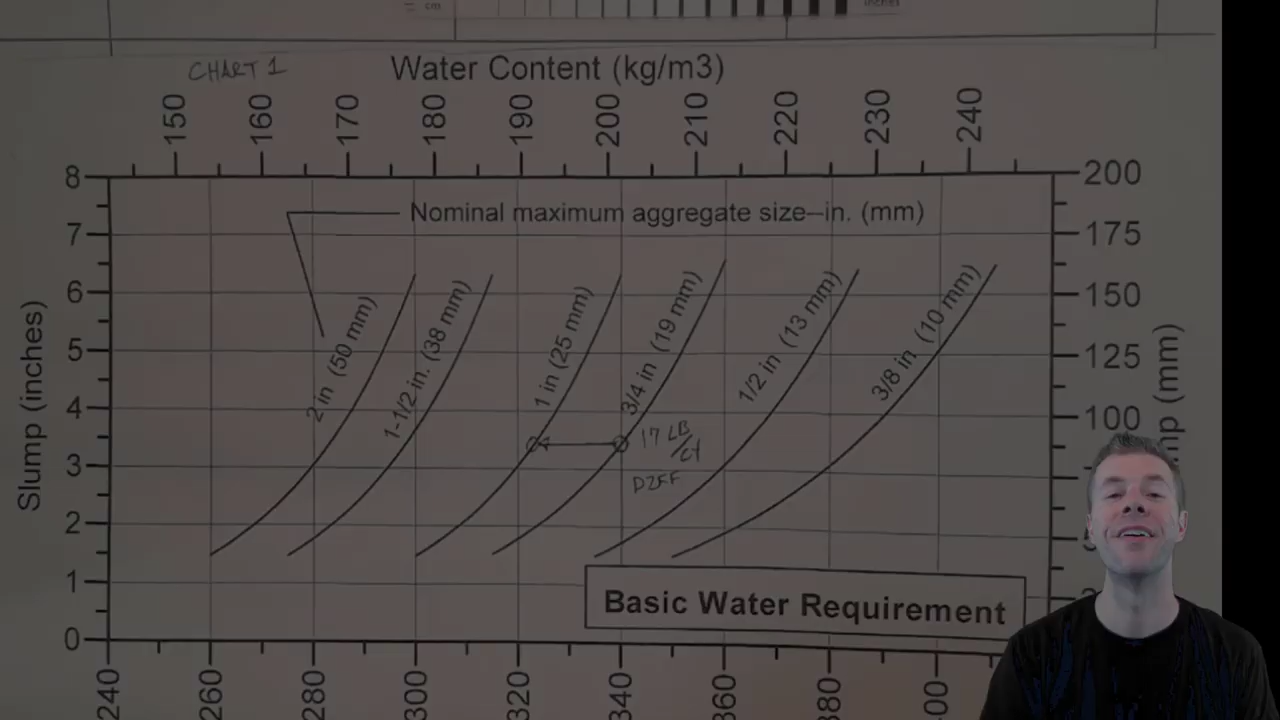 cm
inches
CHART 1
Water Content (kg/m3)
150 160 170 180 190 200 210 220 230 240
8 200
Nominal maximum aggregate size--in. (mm)
7 175
6 150
5 125
4 100
3
2
1
0
Slump (inches)
(mm)
2 in (50 mm)
1-1/2 in. (38 mm)
1 in (25 mm)
3/4 in (19 mm)
1/2 in (13 mm)
3/8 in (10 mm)
17 LB
/CY
DIFF
Basic Water Requirement
240 260 280 300 320 340 360